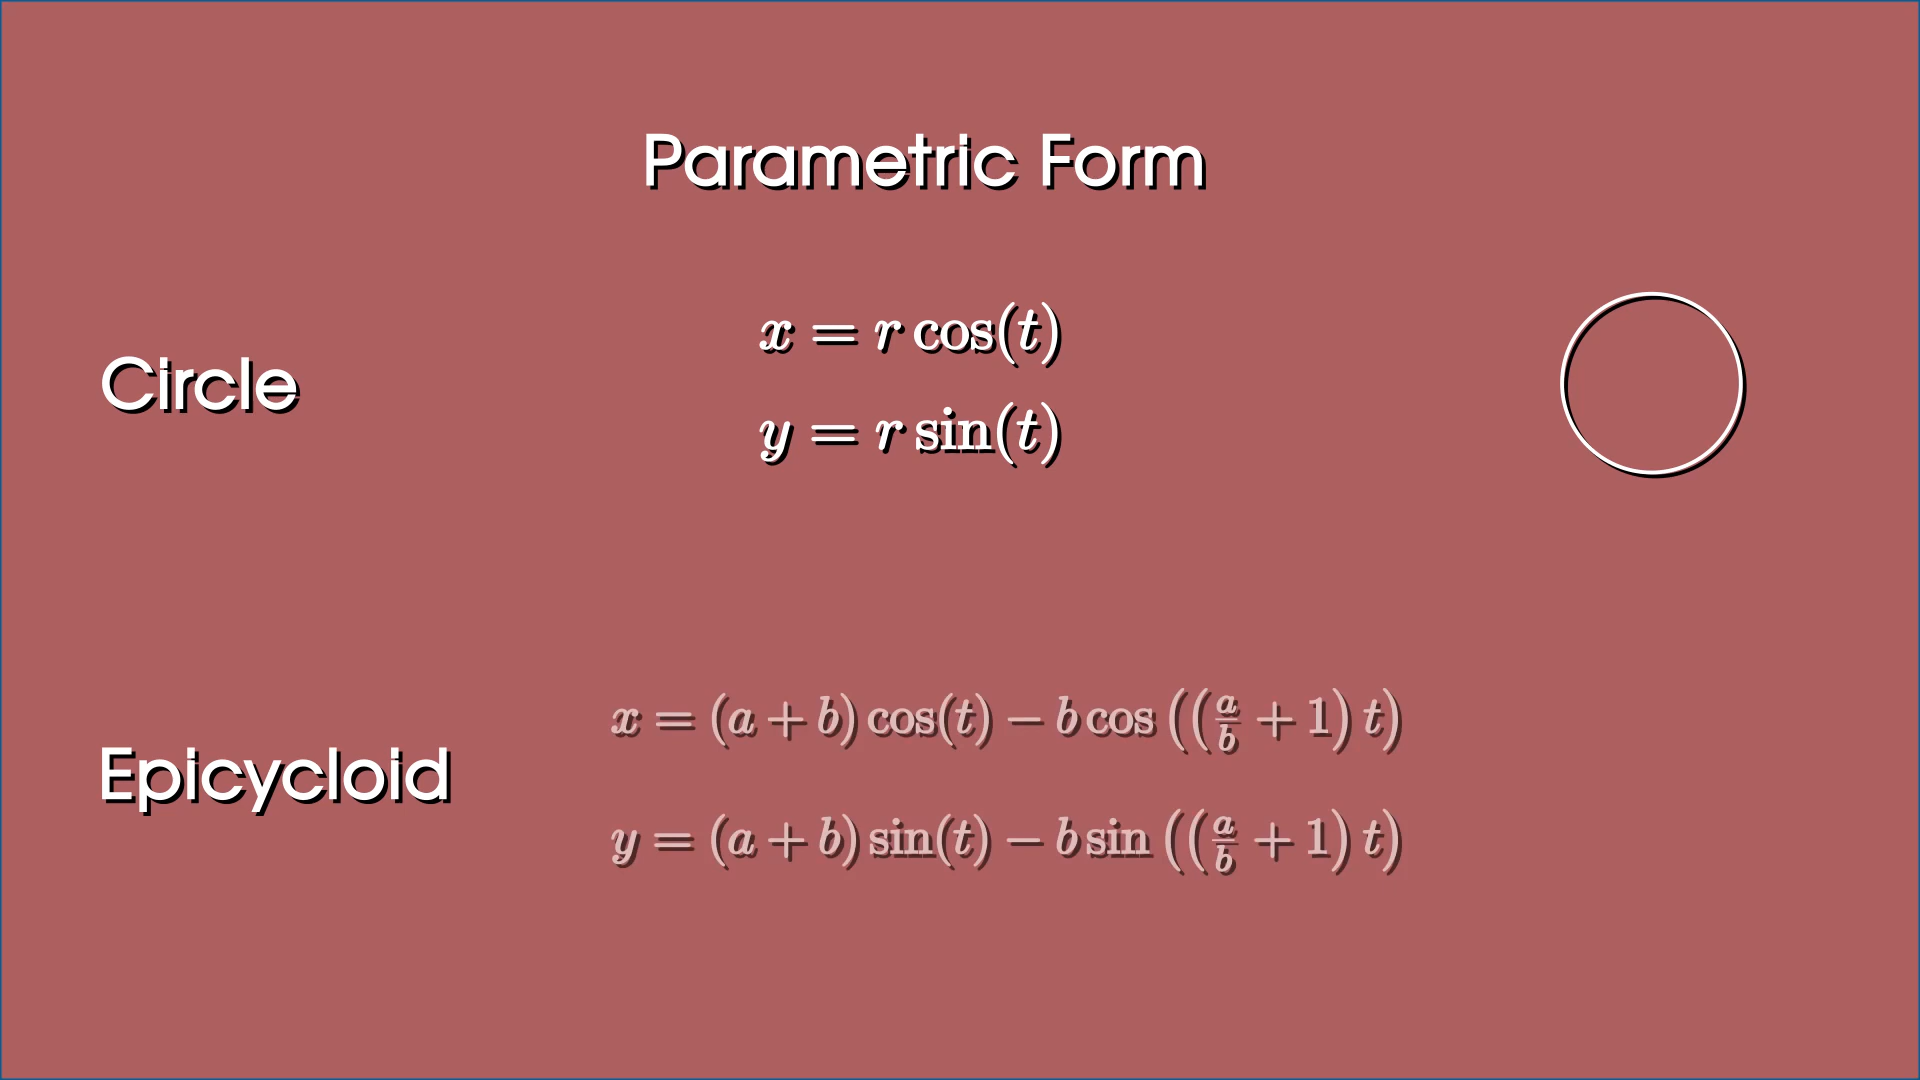 Parametric Form
x = r cos(t)
Circle
y = r sin(t)
x = (a + b) cos(t) − b cos ((a/b + 1) t)
Epicycloid
y = (a + b) sin(t) − b sin ((a/b + 1) t)